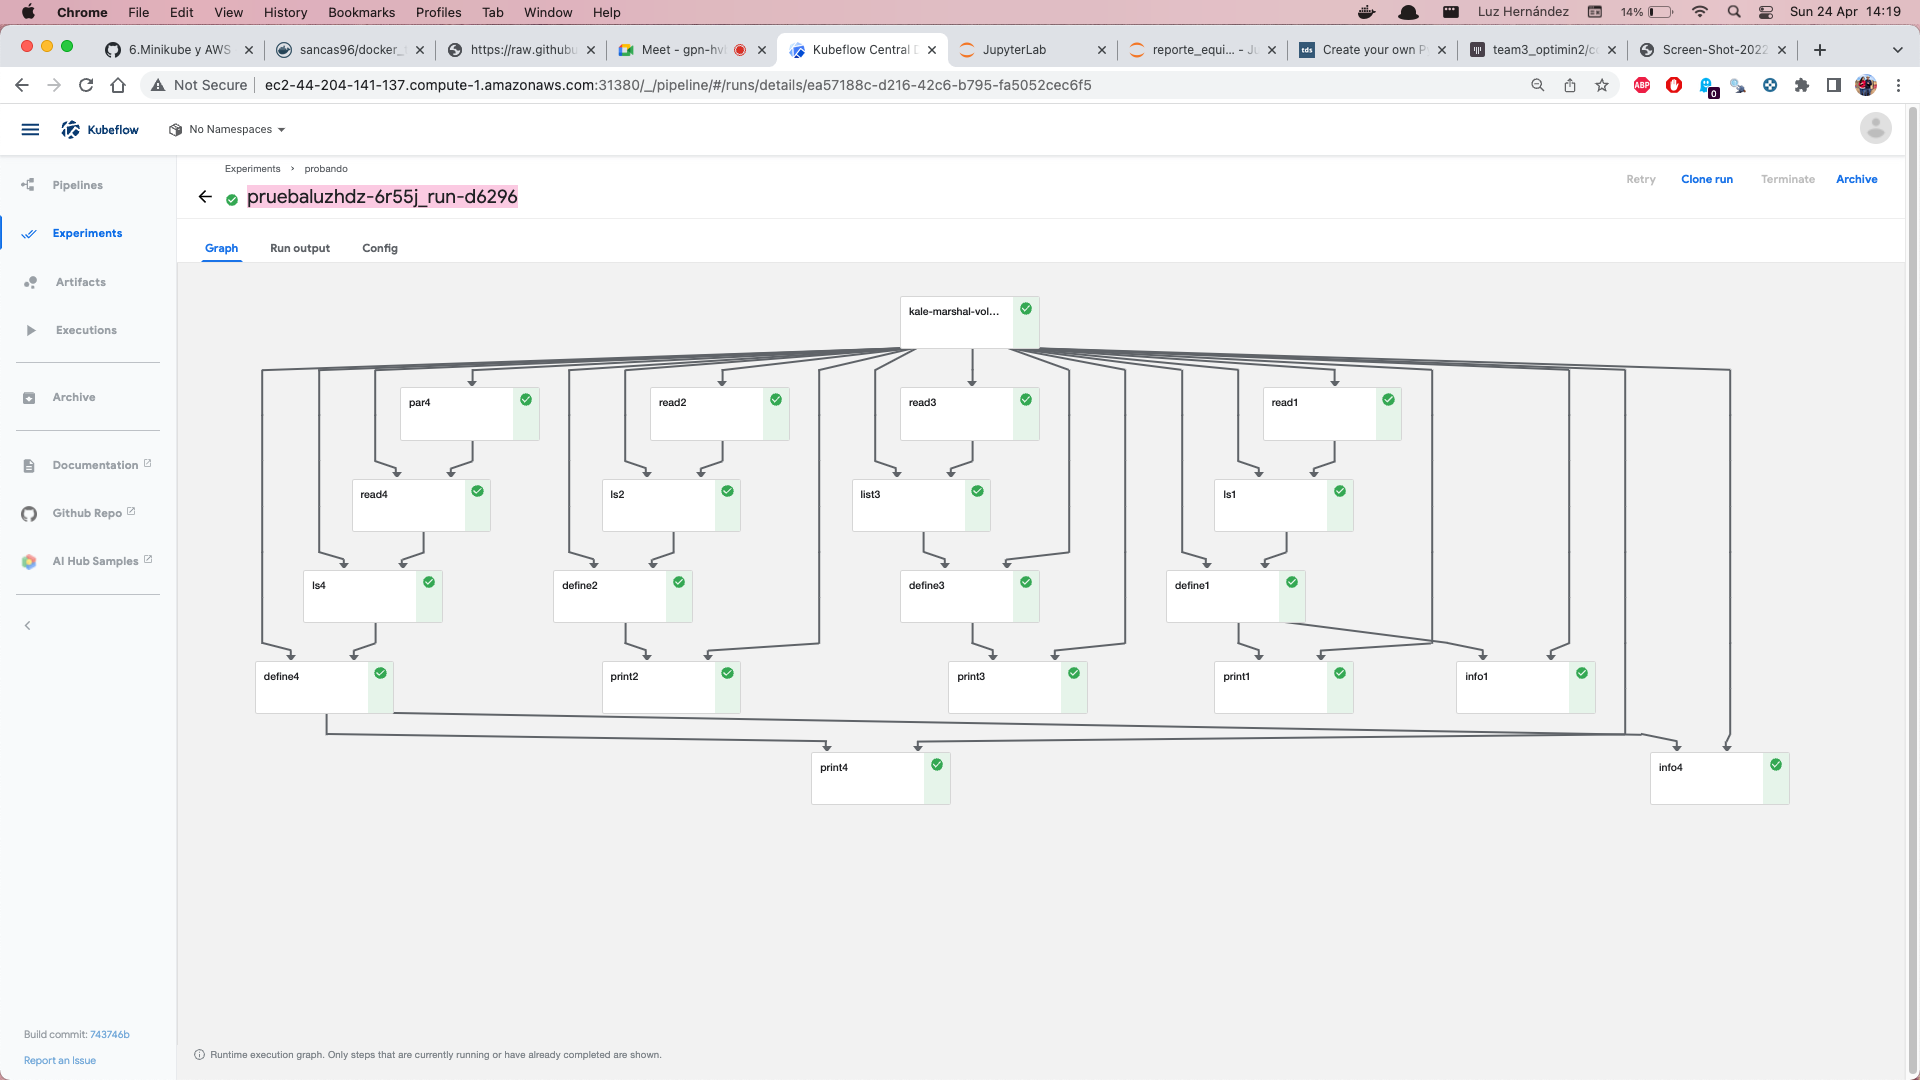 Chrome File Edit View History Bookmarks Profiles Tab Window Help Luz Hernández 14% Sun 24 Apr 14:19
6.Minikube y AWS sancas96/docker_ https://raw.githubu Meet - gpn-hvl Kubeflow Central D JupyterLab reporte_equi... - Ju Create your own P team3_optimin2/co Screen-Shot-2022
Not Secure ec2-44-204-141-137.compute-1.amazonaws.com:31380/_/pipeline/#/runs/details/ea57188c-d216-42c6-b795-fa5052cec6f5
ABP 0
Kubeflow No Namespaces
Experiments > probando
pruebaluzhdz-6r55j_run-d6296
Retry Clone run Terminate Archive
Graph Run output Config
Pipelines
Experiments
Artifacts
Executions
Archive
Documentation
Github Repo
AI Hub Samples
Build commit: 743746b
Report an Issue
kale-marshal-vol...
par4 read2 read3 read1
read4 ls2 list3 ls1
ls4 define2 define3 define1
define4 print2 print3 print1 info1
print4 info4
Runtime execution graph. Only steps that are currently running or have already completed are shown.